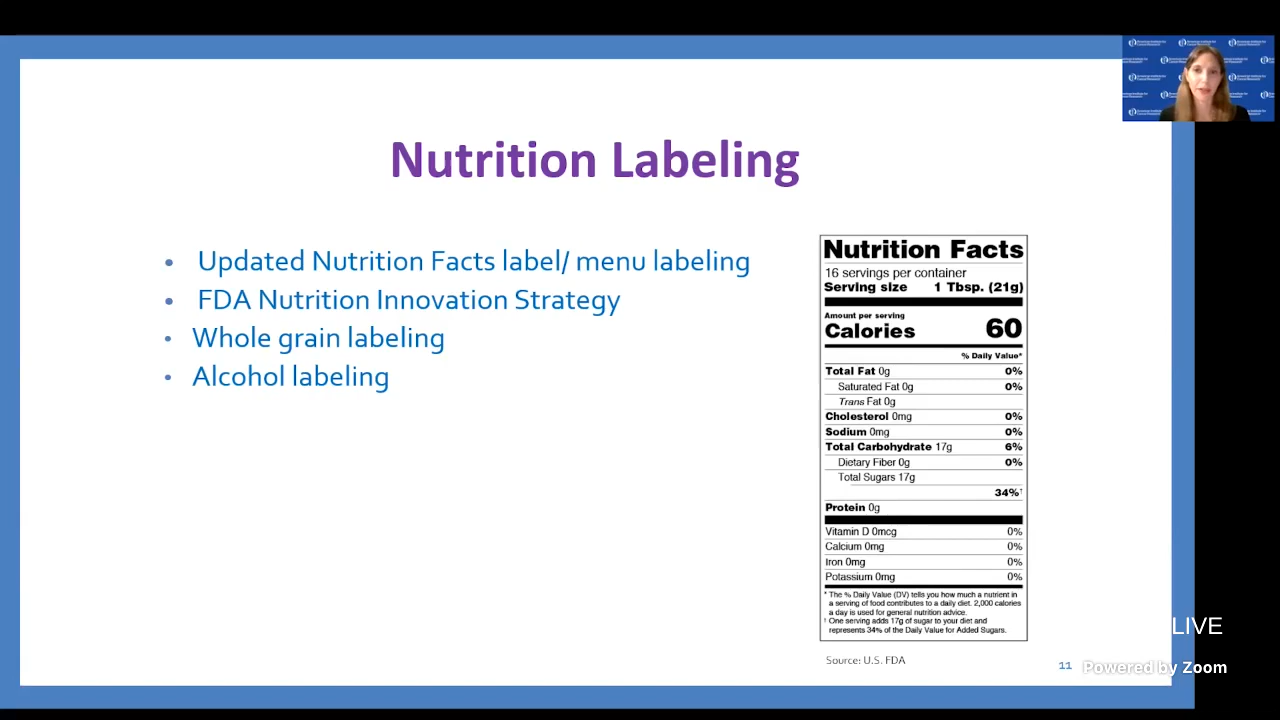 Nutrition Labeling
• Updated Nutrition Facts label/ menu labeling
• FDA Nutrition Innovation Strategy
• Whole grain labeling
• Alcohol labeling
Nutrition Facts
16 servings per container
Serving size 1 Tbsp. (21g)
Amount per serving
Calories 60
% Daily Value*
Total Fat 0g 0%
Saturated Fat 0g 0%
Trans Fat 0g
Cholesterol 0mg 0%
Sodium 0mg 0%
Total Carbohydrate 17g 6%
Dietary Fiber 0g 0%
Total Sugars 17g
34%†
Protein 0g
Vitamin D 0mcg 0%
Calcium 0mg 0%
Iron 0mg 0%
Potassium 0mg 0%
* The % Daily Value (DV) tells you how much a nutrient in
a serving of food contributes to a daily diet. 2,000 calories
a day is used for general nutrition advice.
† One serving adds 17g of sugar to your diet and
represents 34% of the Daily Value for Added Sugars.
Source: U.S. FDA
11
LIVE
Powered by Zoom